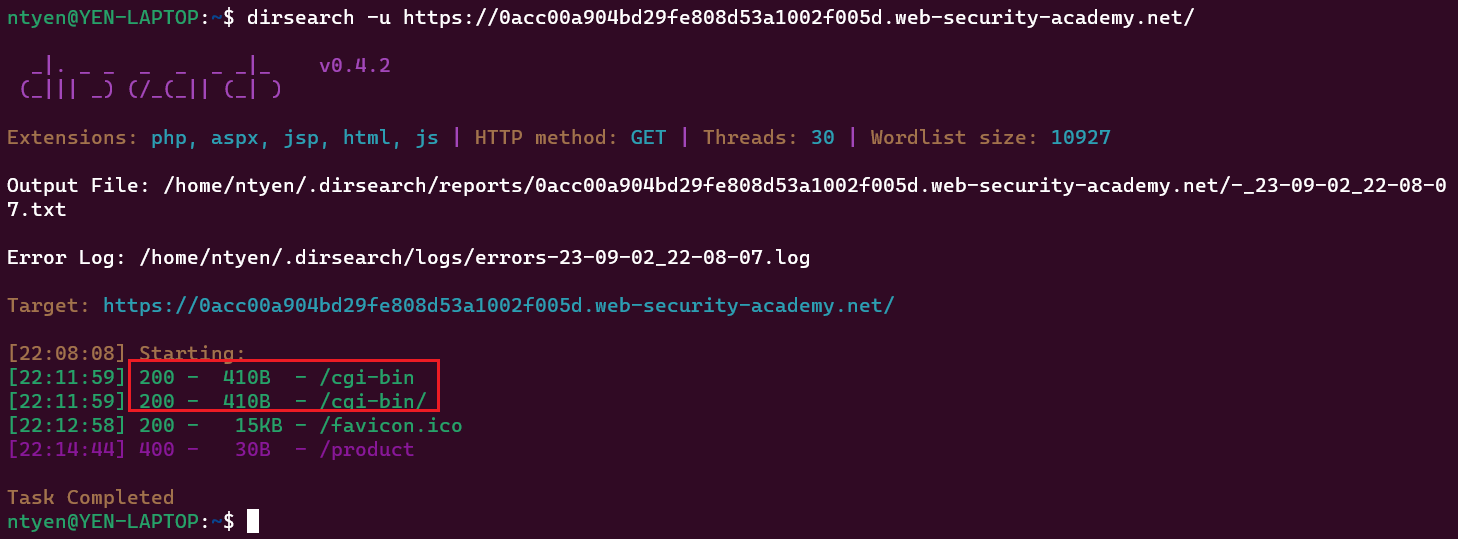 ntyen@YEN-LAPTOP:~$ dirsearch -u https://0acc00a904bd29fe808d53a1002f005d.web-security-academy.net/
  _|. _ _  _  _  _ _|_    v0.4.2
 (_||| _) (/_(_|| (_| )
Extensions: php, aspx, jsp, html, js | HTTP method: GET | Threads: 30 | Wordlist size: 10927
Output File: /home/ntyen/.dirsearch/reports/0acc00a904bd29fe808d53a1002f005d.web-security-academy.net/-_23-09-02_22-08-0
7.txt
Error Log: /home/ntyen/.dirsearch/logs/errors-23-09-02_22-08-07.log
Target: https://0acc00a904bd29fe808d53a1002f005d.web-security-academy.net/
[22:08:08] Starting:
[22:11:59] 200 -  410B  - /cgi-bin
[22:11:59] 200 -  410B  - /cgi-bin/
[22:12:58] 200 -   15KB - /favicon.ico
[22:14:44] 400 -   30B  - /product
Task Completed
ntyen@YEN-LAPTOP:~$